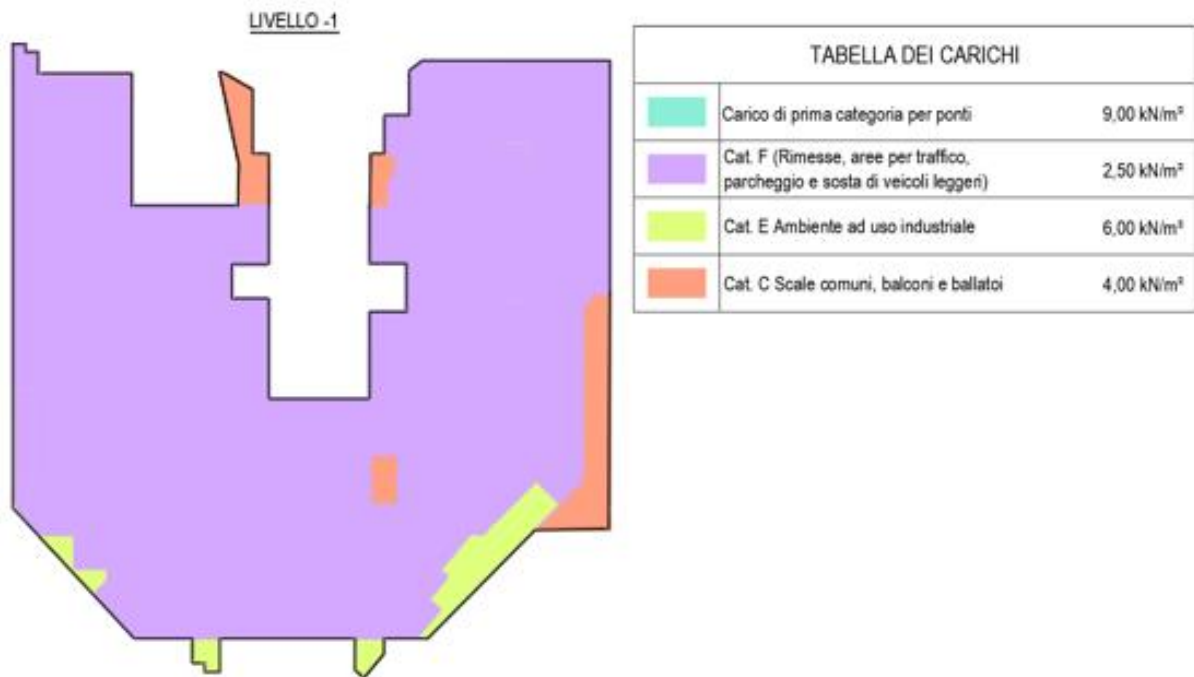 LIVELLO -1
TABELLA DEI CARICHI
Carico di prima categoria per ponti 9,00 kN/m²
Cat. F (Rimesse, aree per traffico,
parcheggio e sosta di veicoli leggeri) 2,50 kN/m²
Cat. E Ambiente ad uso industriale 6,00 kN/m²
Cat. C Scale comuni, balconi e ballatoi 4,00 kN/m²